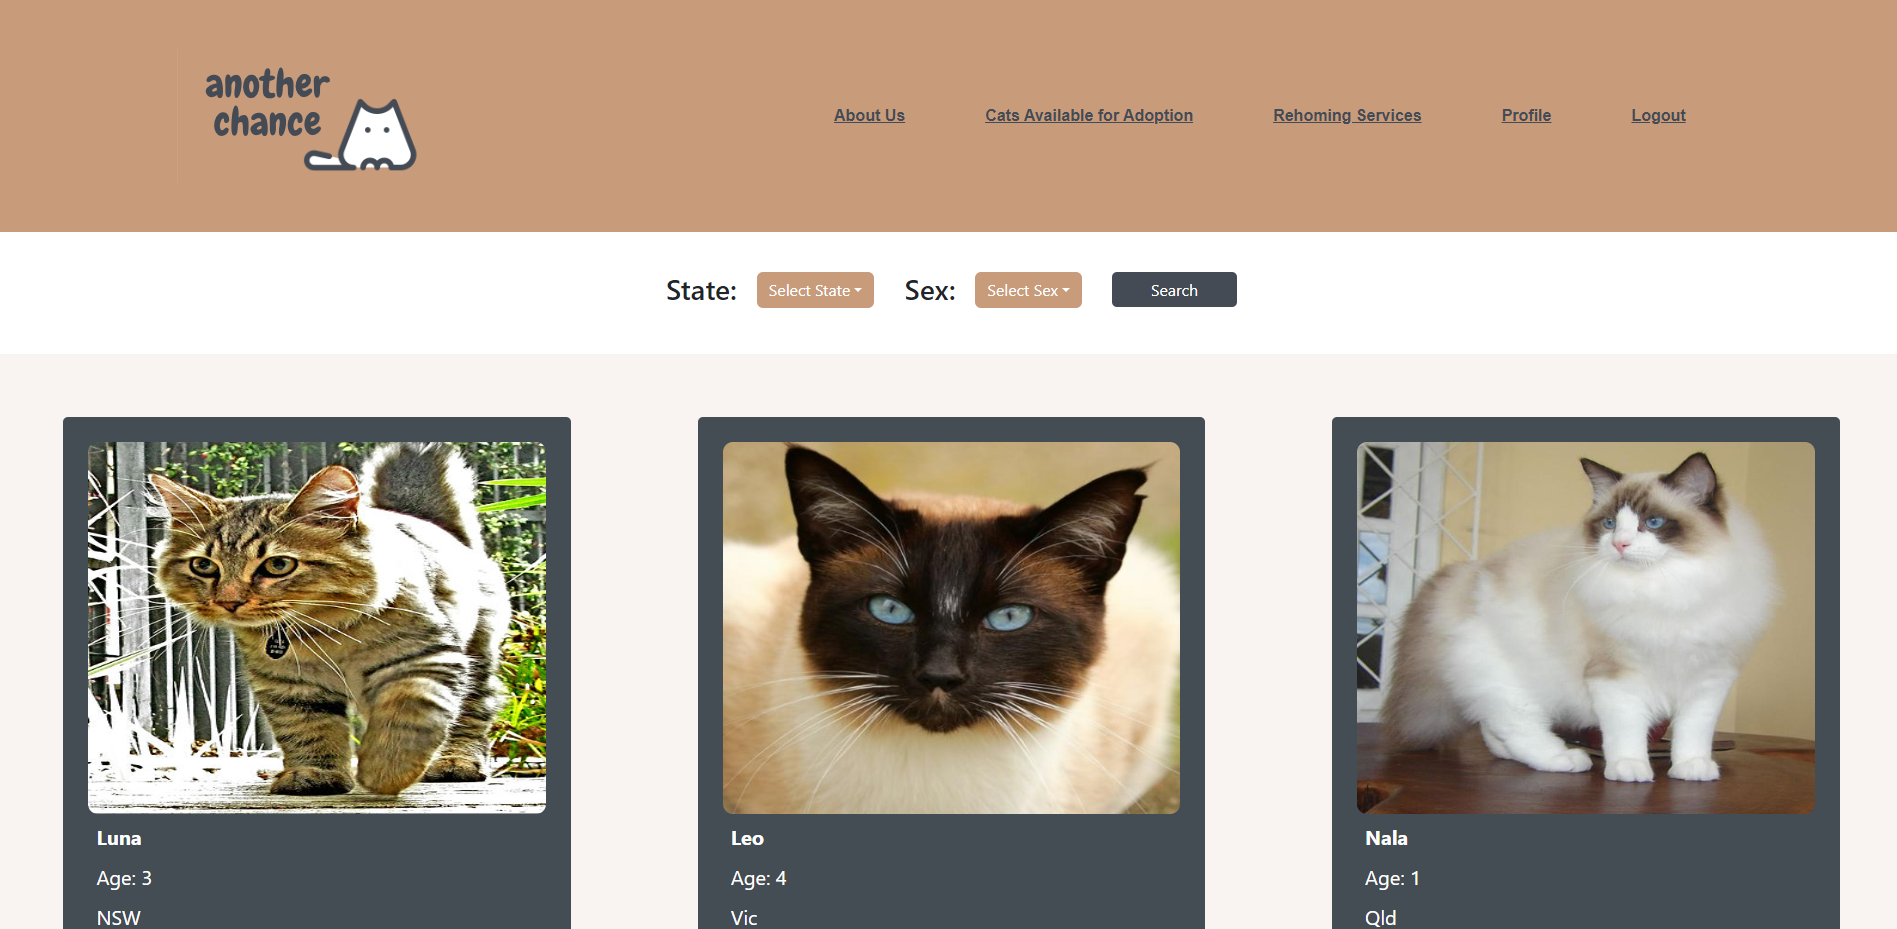 another
chance
About Us
Cats Available for Adoption
Rehoming Services
Profile
Logout
State:
Select State
Sex:
Select Sex
Search
Luna
Age: 3
NSW
Leo
Age: 4
Vic
Nala
Age: 1
Qld